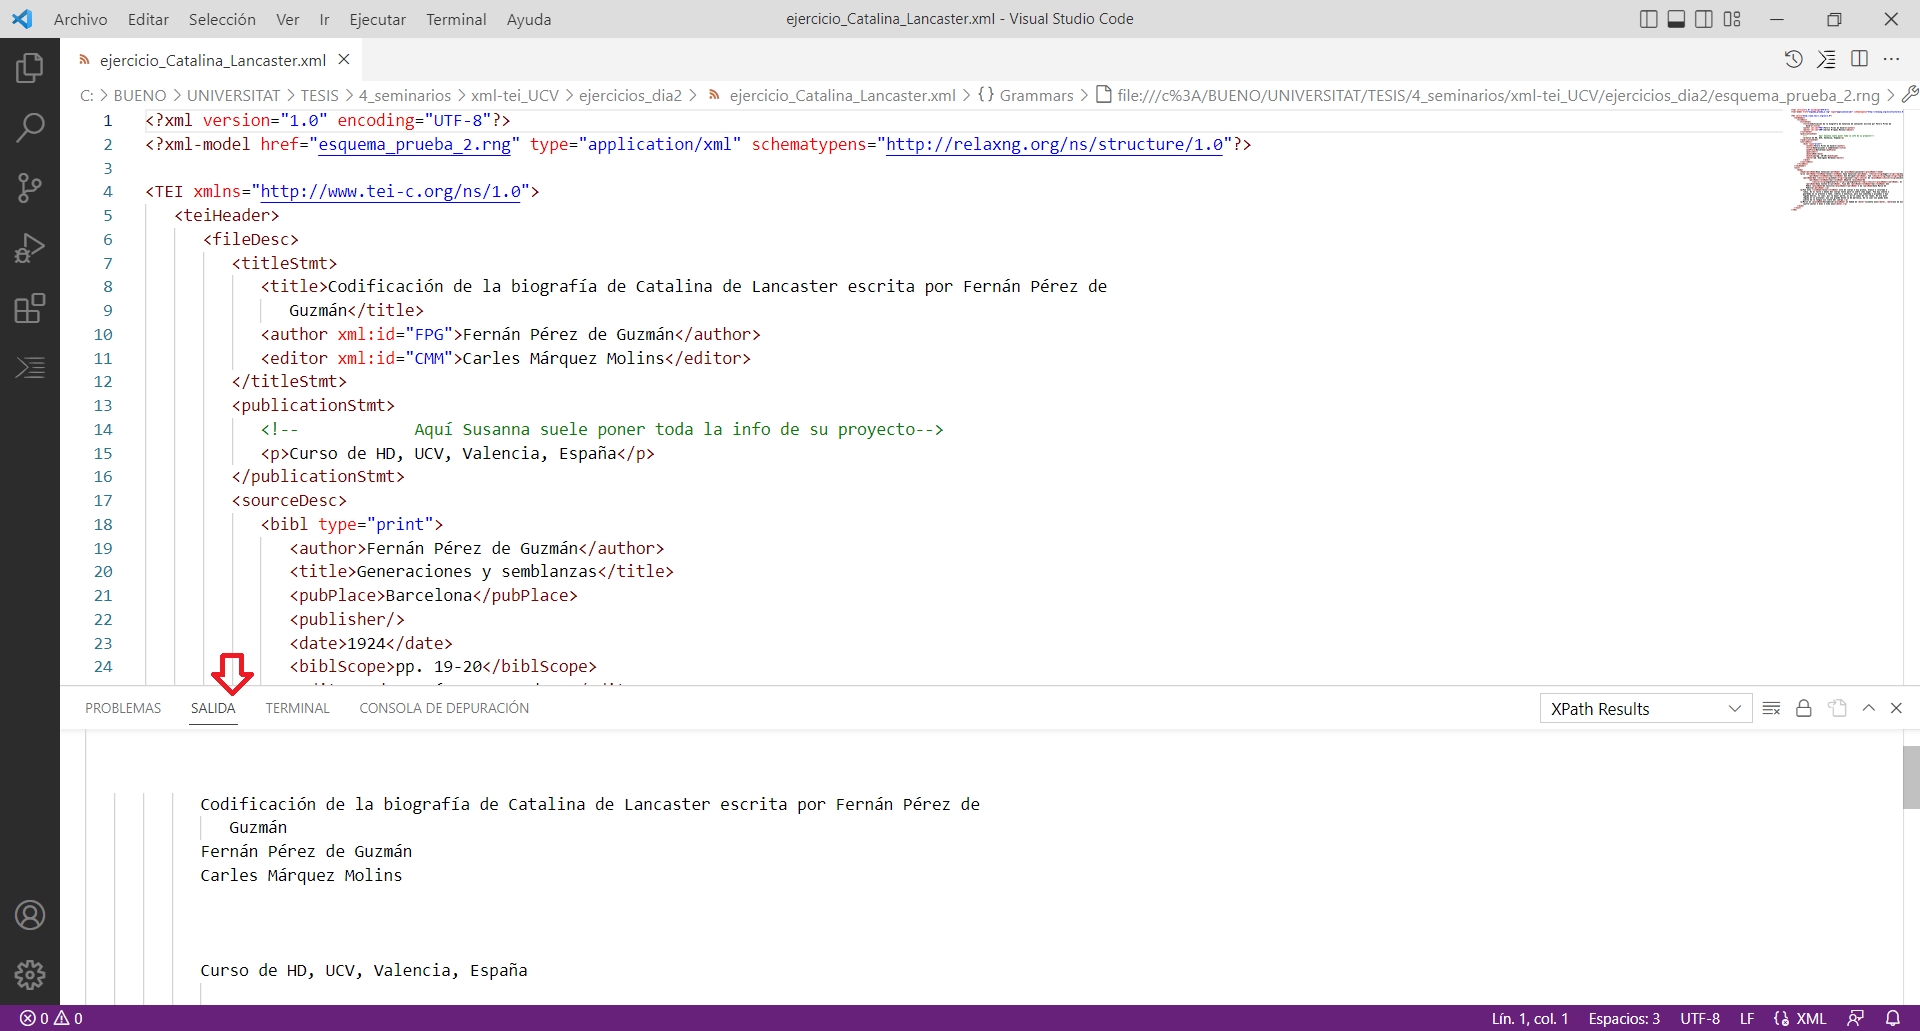 Archivo Editar Selección Ver Ir Ejecutar Terminal Ayuda
ejercicio_Catalina_Lancaster.xml - Visual Studio Code
ejercicio_Catalina_Lancaster.xml
C: > BUENO > UNIVERSITAT > TESIS > 4_seminarios > xml-tei_UCV > ejercicios_dia2 > ejercicio_Catalina_Lancaster.xml > {} Grammars > file:///c%3A/BUENO/UNIVERSITAT/TESIS/4_seminarios/xml-tei_UCV/ejercicios_dia2/esquema_prueba_2.rng >
1 <?xml version="1.0" encoding="UTF-8"?>
2 <?xml-model href="esquema_prueba_2.rng" type="application/xml" schematypens="http://relaxng.org/ns/structure/1.0"?>
3
4 <TEI xmlns="http://www.tei-c.org/ns/1.0">
5 <teiHeader>
6 <fileDesc>
7 <titleStmt>
8 <title>Codificación de la biografía de Catalina de Lancaster escrita por Fernán Pérez de
9 Guzmán</title>
10 <author xml:id="FPG">Fernán Pérez de Guzmán</author>
11 <editor xml:id="CMM">Carles Márquez Molins</editor>
12 </titleStmt>
13 <publicationStmt>
14 <!-- Aquí Susanna suele poner toda la info de su proyecto-->
15 <p>Curso de HD, UCV, Valencia, España</p>
16 </publicationStmt>
17 <sourceDesc>
18 <bibl type="print">
19 <author>Fernán Pérez de Guzmán</author>
20 <title>Generaciones y semblanzas</title>
21 <pubPlace>Barcelona</pubPlace>
22 <publisher/>
23 <date>1924</date>
24 <biblScope>pp. 19-20</biblScope>
PROBLEMAS SALIDA TERMINAL CONSOLA DE DEPURACIÓN
XPath Results
Codificación de la biografía de Catalina de Lancaster escrita por Fernán Pérez de
Guzmán
Fernán Pérez de Guzmán
Carles Márquez Molins
Curso de HD, UCV, Valencia, España
0 0
Lín. 1, col. 1 Espacios: 3 UTF-8 LF XML